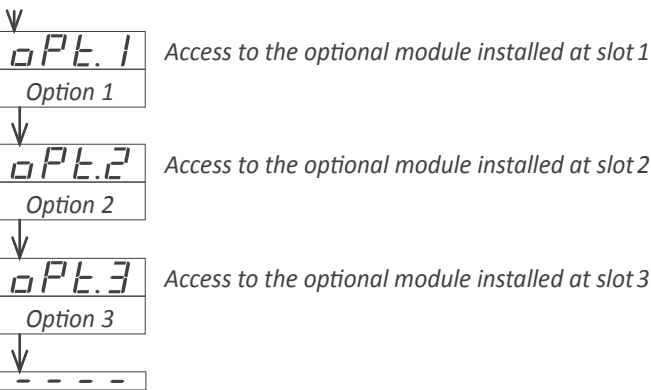 oPt.1 Access to the optional module installed at slot 1
Option 1
oPt.2 Access to the optional module installed at slot 2
Option 2
oPt.3 Access to the optional module installed at slot 3
Option 3
----